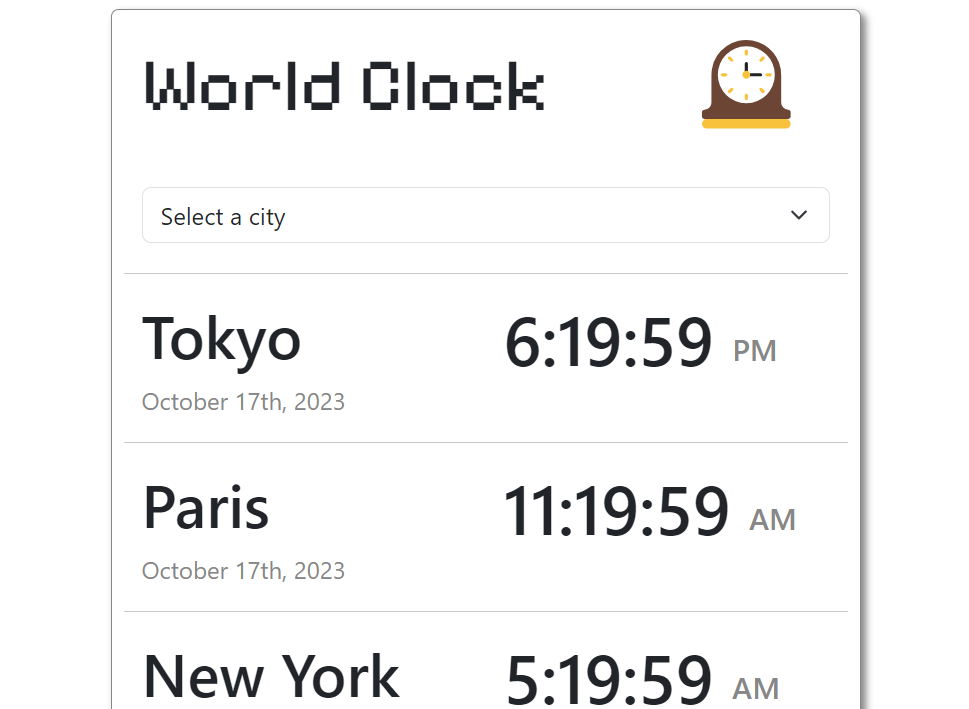 World Clock
Select a city
Tokyo 6:19:59 PM
October 17th, 2023
Paris 11:19:59 AM
October 17th, 2023
New York 5:19:59 AM